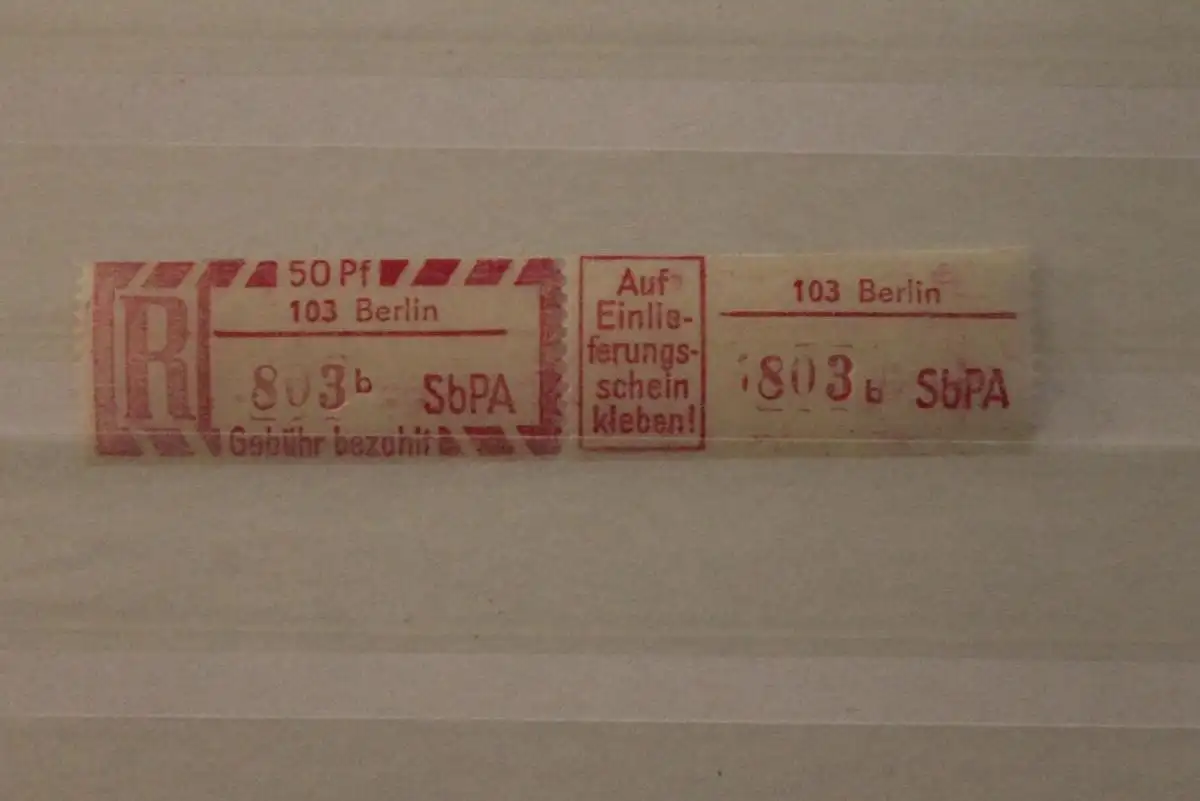 50 Pf
R
103 Berlin
803 b SbPA
Gebühr bezahlt
Auf
Einlie-
ferungs-
schein
kleben!
103 Berlin
803 b SbPA